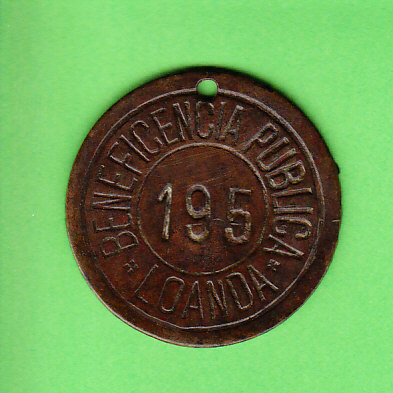 BENEFICENCIA PUBLICA
195
* LOANDA *